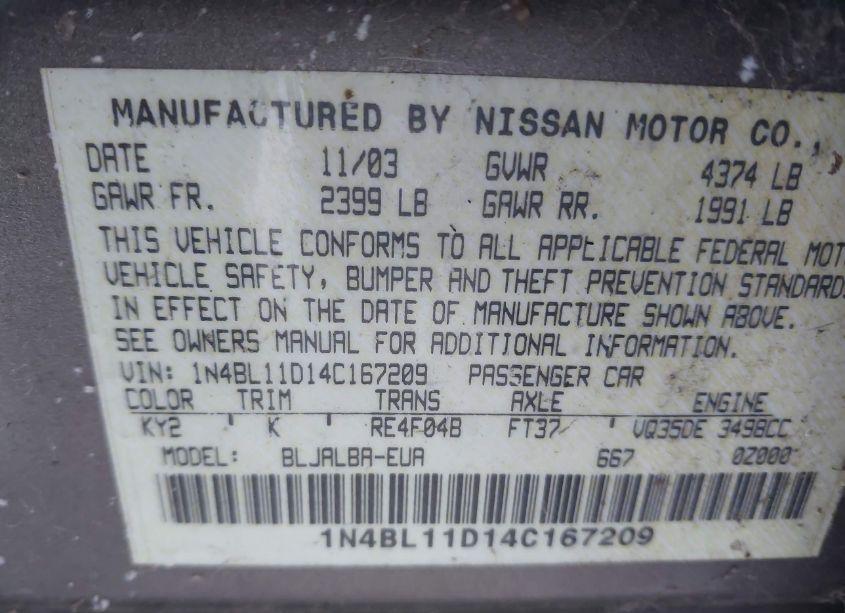 MANUFACTURED BY NISSAN MOTOR CO.,
DATE 11/03 GVWR 4374 LB
GAWR FR. 2399 LB GAWR RR. 1991 LB
THIS VEHICLE CONFORMS TO ALL APPLICABLE FEDERAL MOT
VEHICLE SAFETY, BUMPER AND THEFT PREVENTION STANDARDS
IN EFFECT ON THE DATE OF MANUFACTURE SHOWN ABOVE.
SEE OWNERS MANUAL FOR ADDITIONAL INFORMATION.
VIN: 1N4BL11D14C167209 PASSENGER CAR
COLOR TRIM TRANS AXLE ENGINE
KY2 K RE4F04B FT37 VQ35DE 3498CC
MODEL: BLJALBA-EUA 667 0Z000
1N4BL11D14C167209